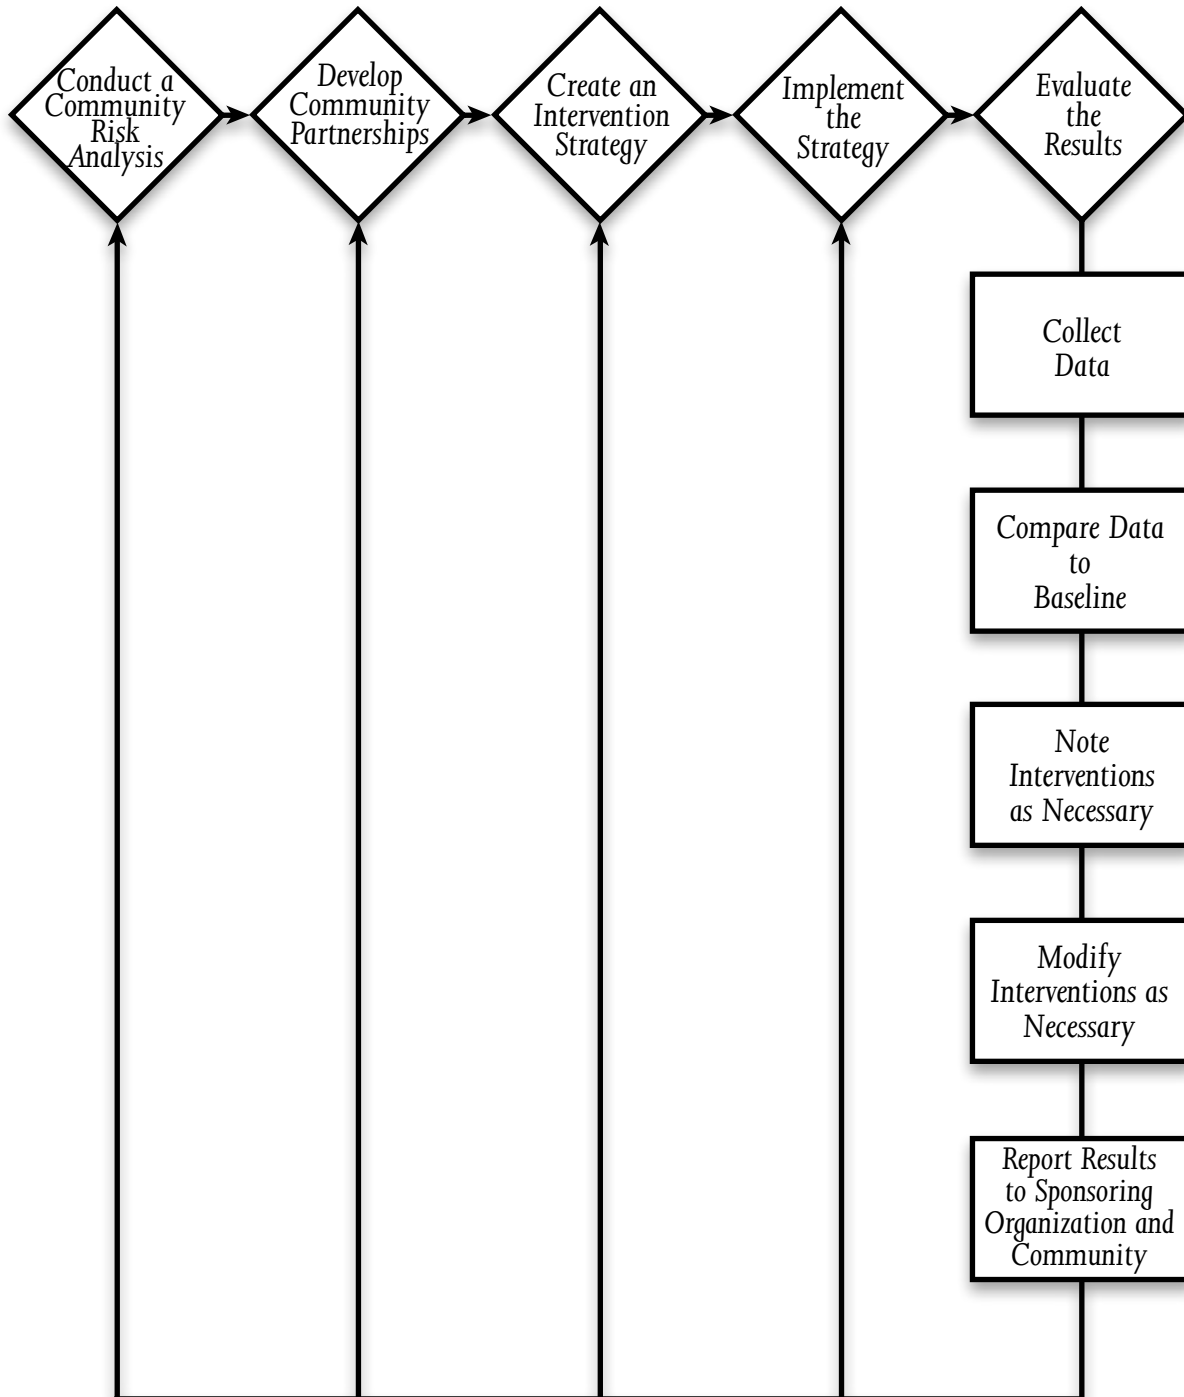 Conduct a
Community
Risk
Analysis
Develop
Community
Partnerships
Create an
Intervention
Strategy
Implement
the
Strategy
Evaluate
the
Results
Collect
Data
Compare Data
to
Baseline
Note
Interventions
as Necessary
Modify
Interventions as
Necessary
Report Results
to Sponsoring
Organization and
Community